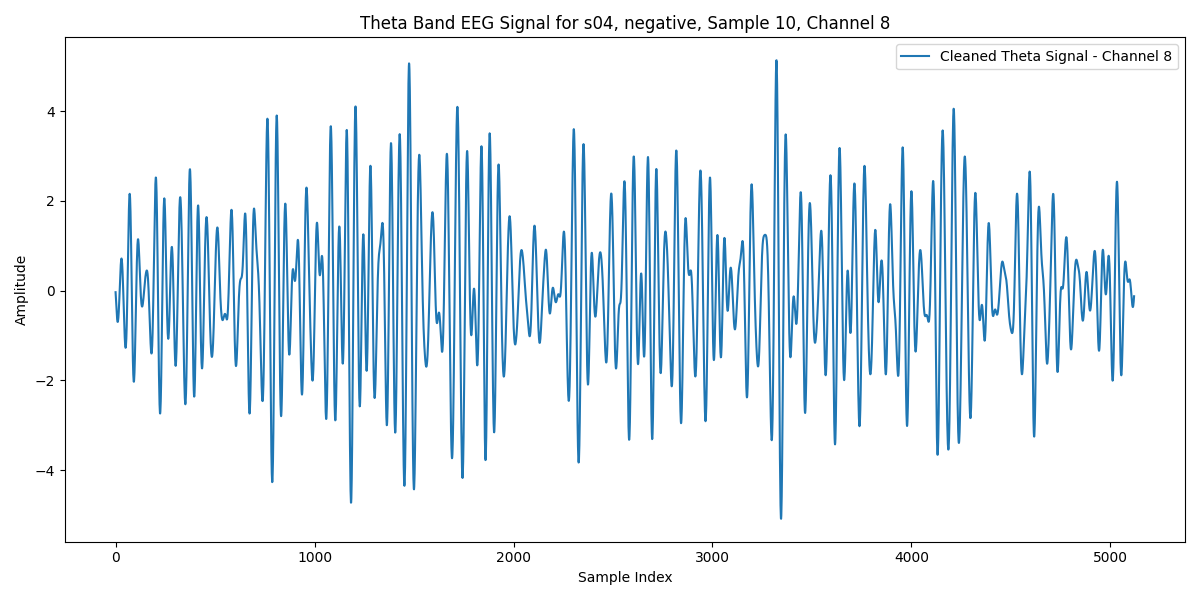 Theta Band EEG Signal for s04, negative, Sample 10, Channel 8
Cleaned Theta Signal - Channel 8
Amplitude
4
2
0
−2
−4
0
1000
2000
3000
4000
5000
Sample Index